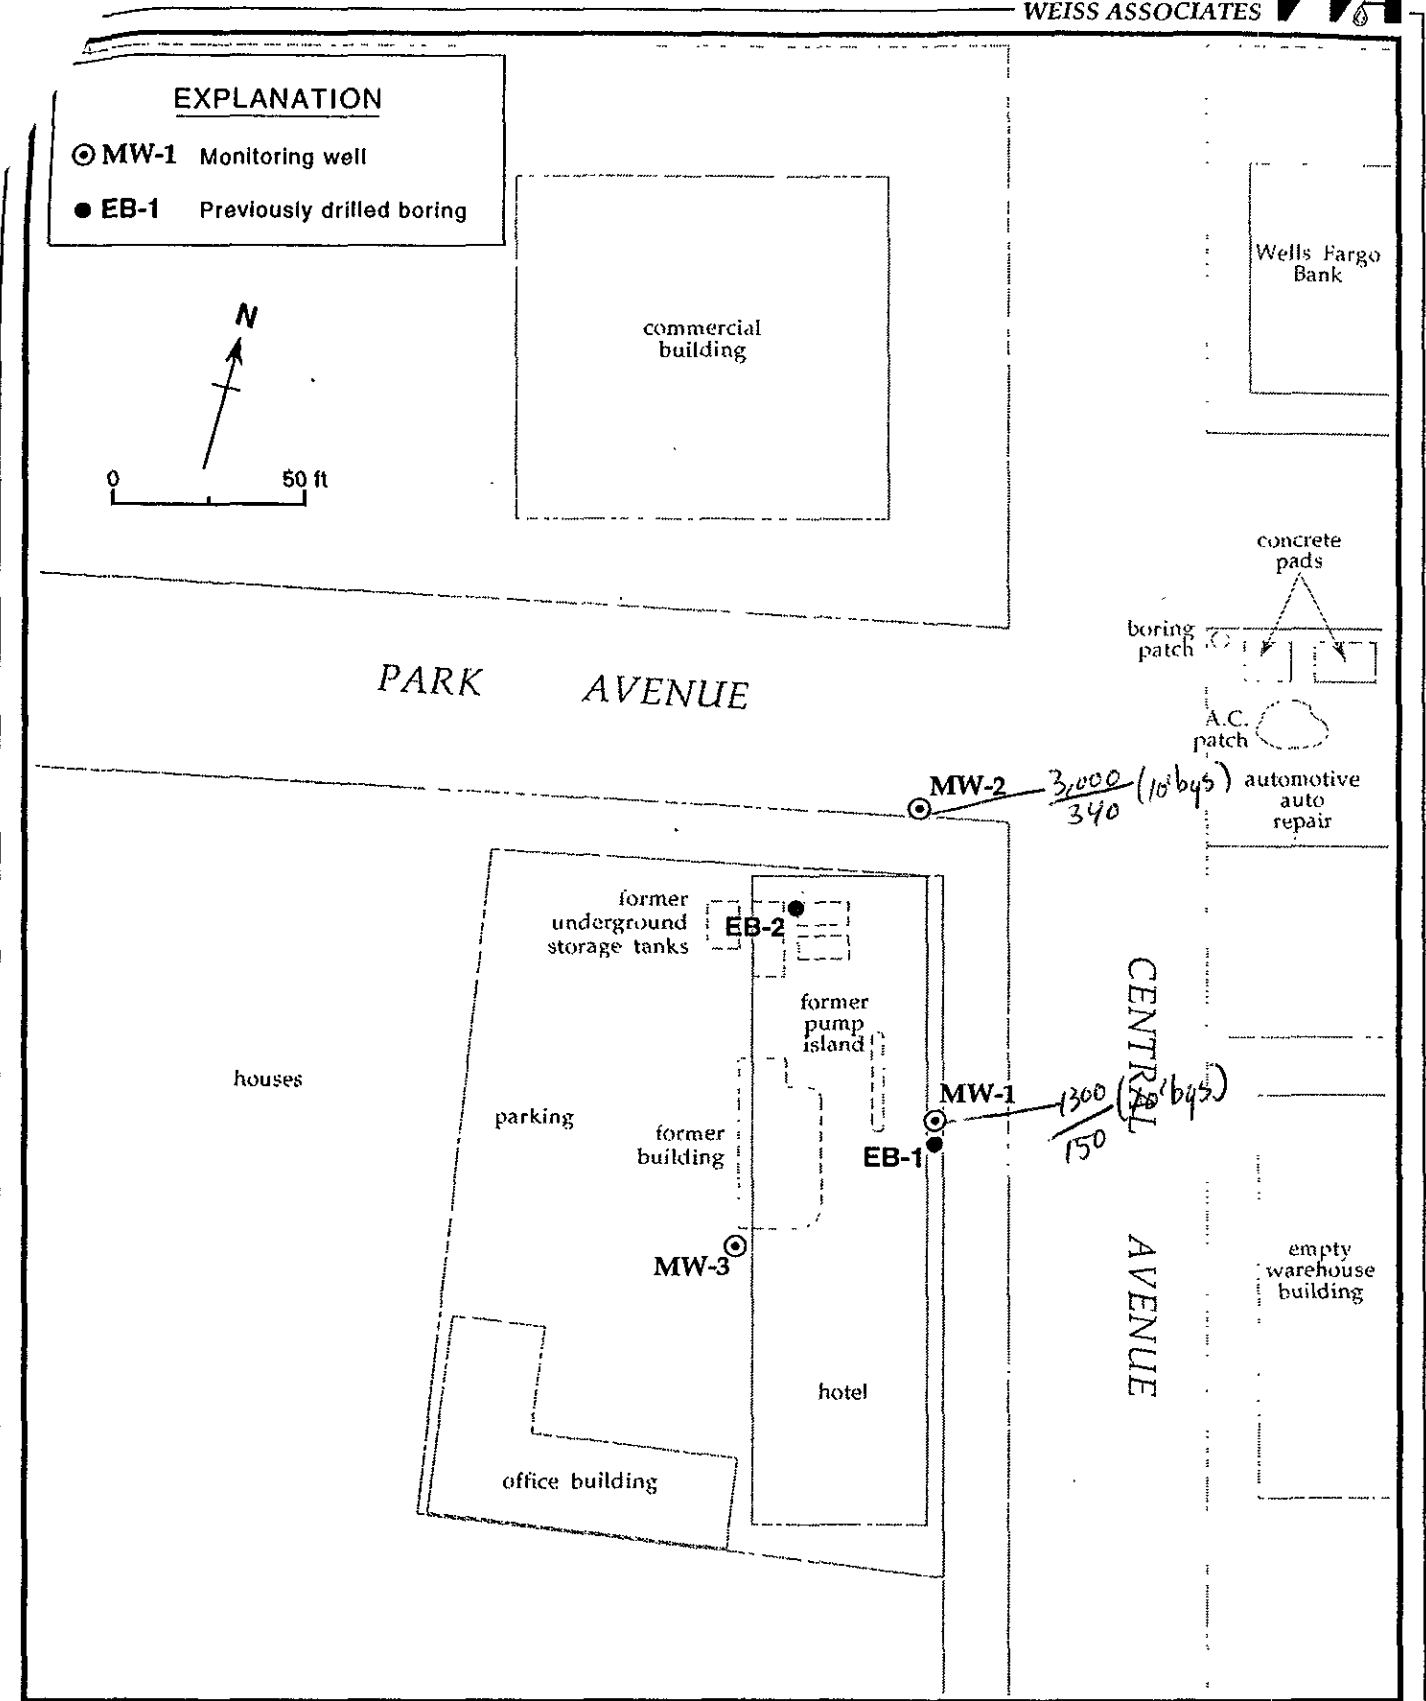 WEISS ASSOCIATES
EXPLANATION
MW-1 Monitoring well
EB-1 Previously drilled boring
N
0 50 ft
commercial
building
Wells Fargo
Bank
concrete
pads
boring
patch
PARK AVENUE
A.C.
patch
MW-2
3,000
340
(10' bgs)
automotive
auto
repair
former
underground
storage tanks
EB-2
former
pump
island
CENTRAL AVENUE
houses
parking
former
building
MW-1
1300
150
bgs)
EB-1
MW-3
empty
warehouse
building
hotel
office building